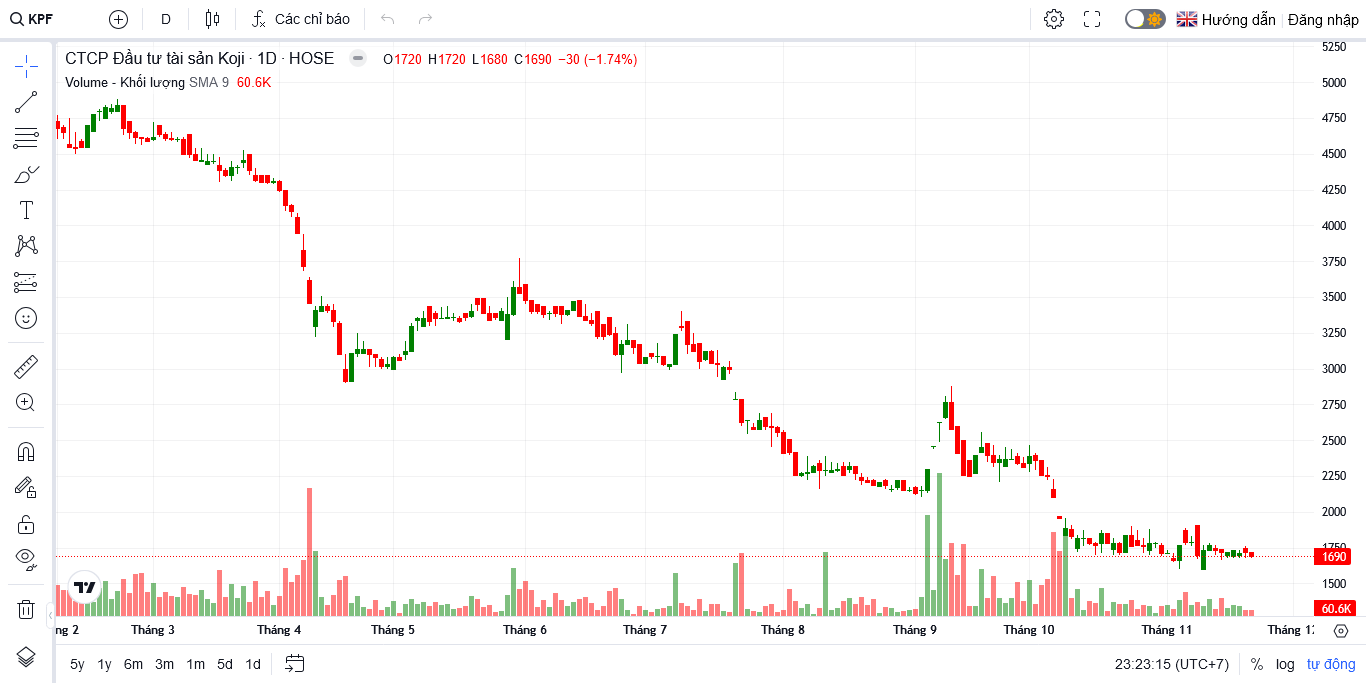 KPF D Các chỉ báo Hướng dẫn Đăng nhập
CTCP Đầu tư tài sản Koji · 1D · HOSE O1720 H1720 L1680 C1690 −30 (−1.74%)
Volume - Khối lượng SMA 9 60.6K
5250
5000
4750
4500
4250
4000
3750
3500
3250
3000
2750
2500
2250
2000
1750
1690
1500
60.6K
ng 2 Tháng 3 Tháng 4 Tháng 5 Tháng 6 Tháng 7 Tháng 8 Tháng 9 Tháng 10 Tháng 11 Tháng 12
5y 1y 6m 3m 1m 5d 1d 23:23:15 (UTC+7) % log tự động